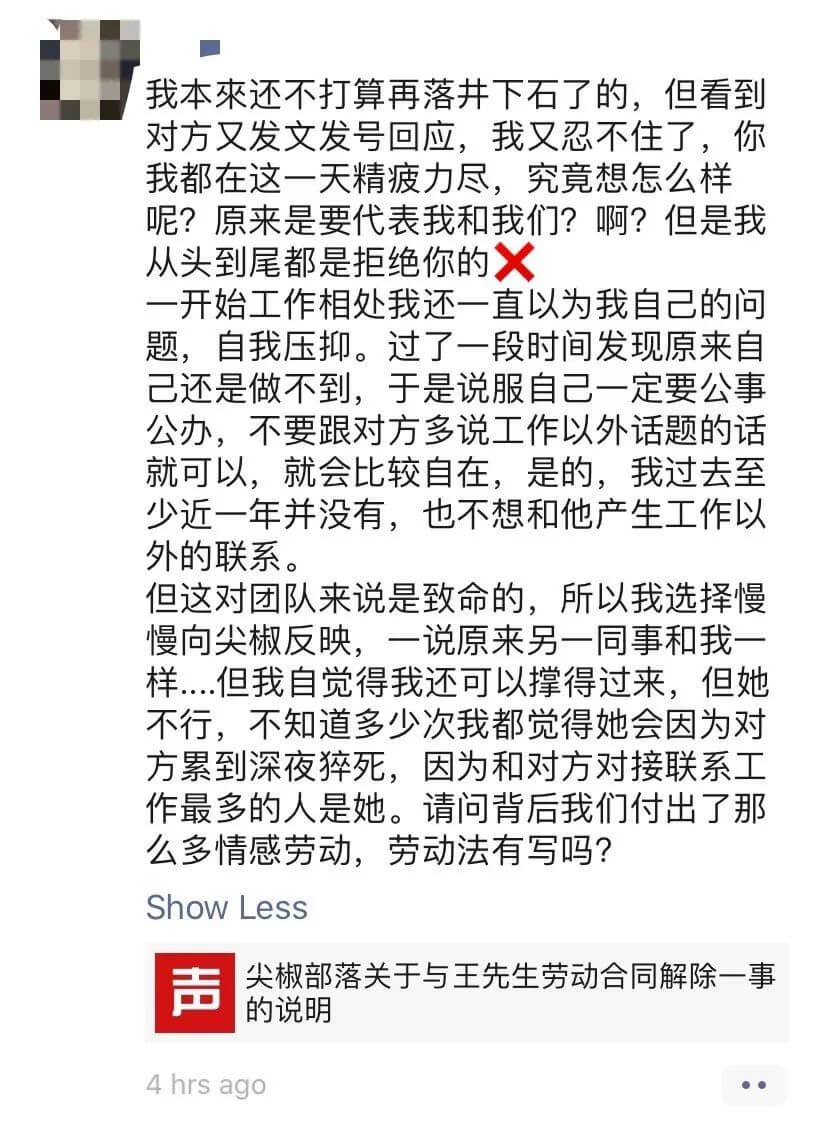 我本來还不打算再落井下石了的，但看到
对方又发文发号回应，我又忍不住了，你
我都在这一天精疲力尽，究竟想怎么样
呢？原来是要代表我和我们？啊？但是我
从头到尾都是拒绝你的❌
一开始工作相处我还一直以为我自己的问
题，自我压抑。过了一段时间发现原来自
己还是做不到，于是说服自己一定要公事
公办，不要跟对方多说工作以外话题的话
就可以，就会比较自在，是的，我过去至
少近一年并没有，也不想和他产生工作以
外的联系。
但这对团队来说是致命的，所以我选择慢
慢向尖椒反映，一说原来另一同事和我一
样....但我自觉得我还可以撑得过来，但她
不行，不知道多少次我都觉得她会因为对
方累到深夜猝死，因为和对方对接联系工
作最多的人是她。请问背后我们付出了那
么多情感劳动，劳动法有写吗？
Show Less
声
尖椒部落关于与王先生劳动合同解除一事
的说明
4 hrs ago